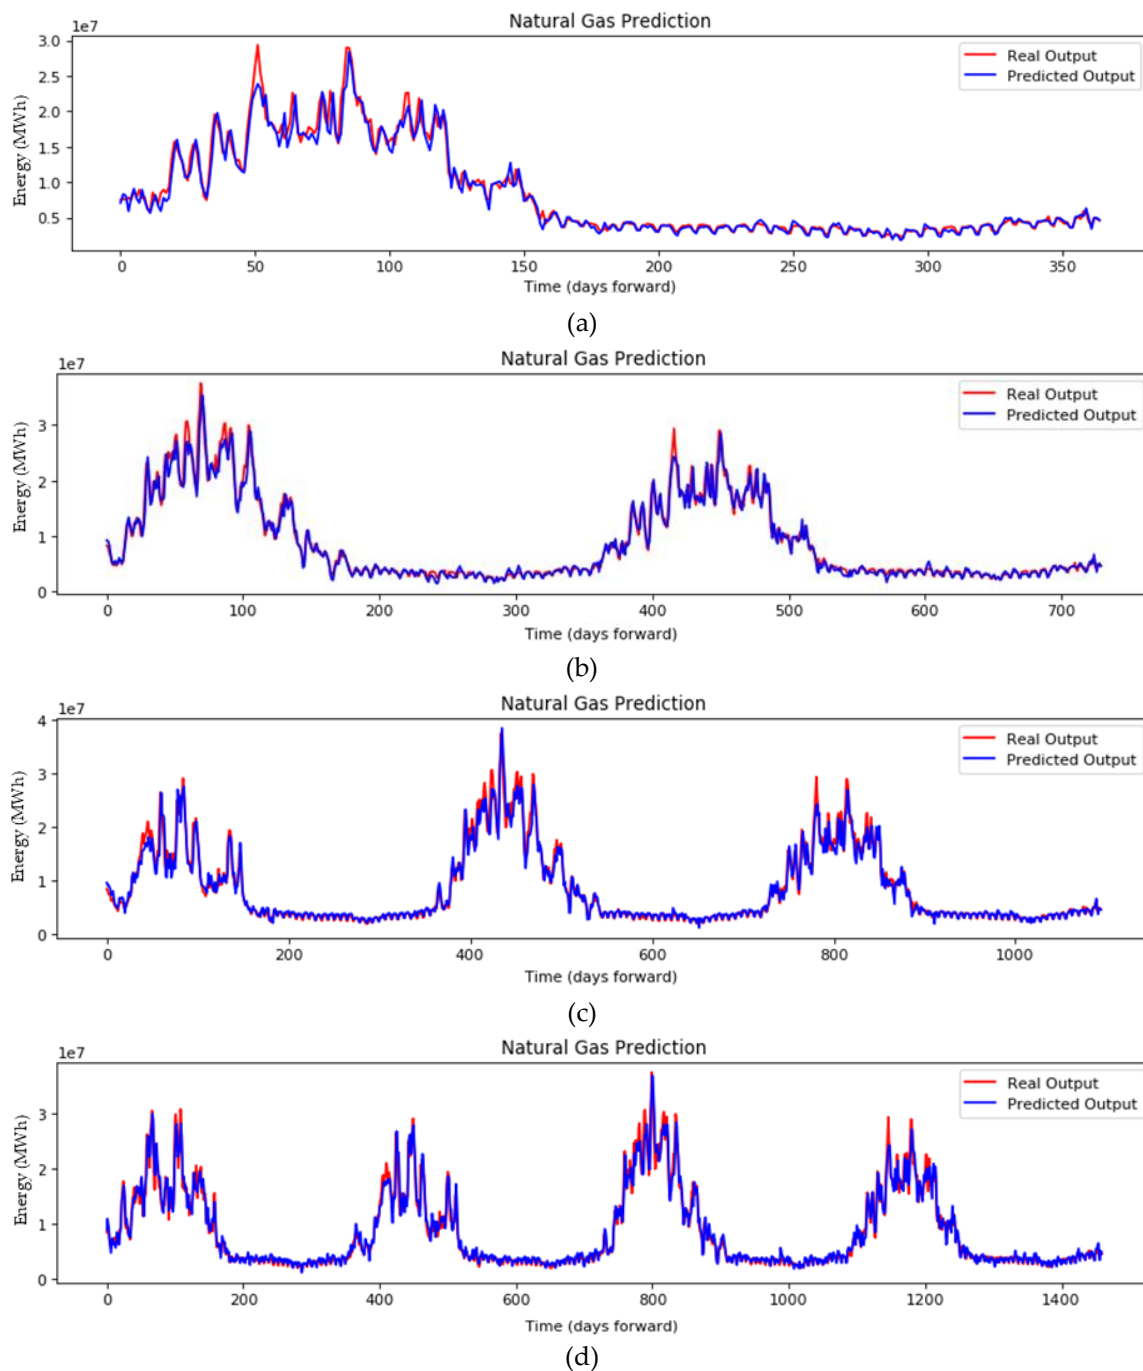 Natural Gas Prediction
1e7
3.0
2.5
2.0
1.5
1.0
0.5
Energy (MWh)
Real Output
Predicted Output
0 50 100 150 200 250 300 350
Time (days forward)
(a)
Natural Gas Prediction
1e7
3
2
1
0
Energy (MWh)
Real Output
Predicted Output
0 100 200 300 400 500 600 700
Time (days forward)
(b)
Natural Gas Prediction
1e7
4
3
2
1
0
Energy (MWh)
Real Output
Predicted Output
0 200 400 600 800 1000
Time (days forward)
(c)
Natural Gas Prediction
1e7
3
2
1
0
Energy (MWh)
Real Output
Predicted Output
0 200 400 600 800 1000 1200 1400
Time (days forward)
(d)